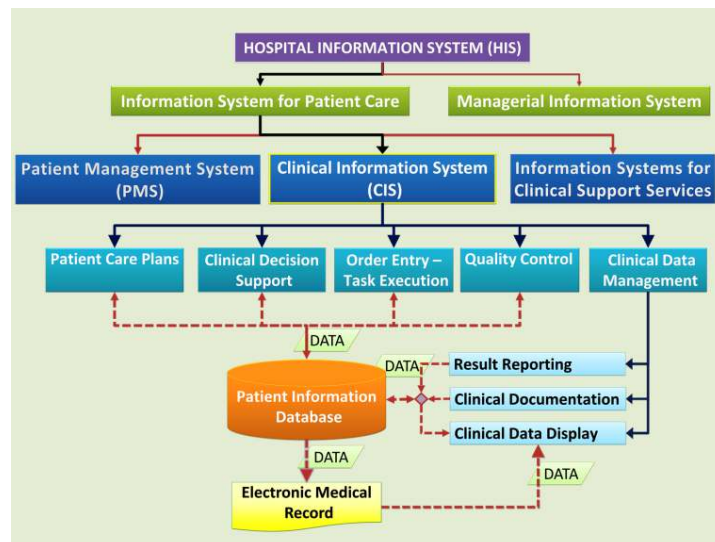 HOSPITAL INFORMATION SYSTEM (HIS)
Information System for Patient Care
Managerial Information System
Patient Management System
(PMS)
Clinical Information System
(CIS)
Information Systems for
Clinical Support Services
Patient Care Plans
Clinical Decision
Support
Order Entry –
Task Execution
Quality Control
Clinical Data
Management
DATA
DATA
Result Reporting
Patient Information
Database
Clinical Documentation
Clinical Data Display
DATA
DATA
Electronic Medical
Record